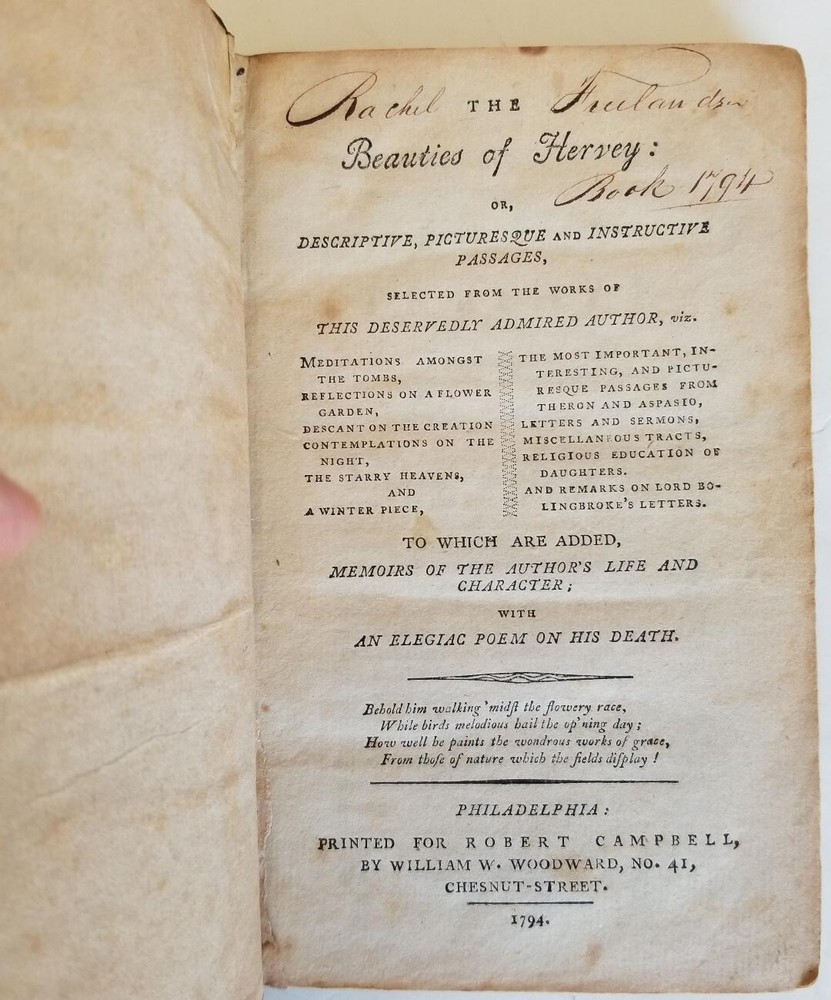 Rachel THE
Beauties of Hervey:
Book 1794
OR,
DESCRIPTIVE, PICTURESQUE AND INSTRUCTIVE
PASSAGES,
SELECTED FROM THE WORKS OF
THIS DESERVEDLY ADMIRED AUTHOR, viz.
MEDITATIONS AMONGST
THE TOMBS,
REFLECTIONS ON A FLOWER
GARDEN,
DESCANT ON THE CREATION
CONTEMPLATIONS ON THE
NIGHT,
THE STARRY HEAVENS,
AND
A WINTER PIECE,
THE MOST IMPORTANT, IN-
TERESTING, AND PICTU-
RESQUE PASSAGES FROM
THERON AND ASPASIO,
LETTERS AND SERMONS,
MISCELLANEOUS TRACTS,
RELIGIOUS EDUCATION OF
DAUGHTERS.
AND REMARKS ON LORD BO-
LINGBROKE'S LETTERS.
TO WHICH ARE ADDED,
MEMOIRS OF THE AUTHOR'S LIFE AND
CHARACTER;
WITH
AN ELEGIAC POEM ON HIS DEATH.
Behold him walking 'midſt the flowery race,
While birds melodious hail the op'ning day;
How well he paints the wondrous works of grace,
From thoſe of nature which the fields diſplay!
PHILADELPHIA:
PRINTED FOR ROBERT CAMPBELL,
BY WILLIAM W. WOODWARD, NO. 41,
CHESNUT-STREET.
1794.